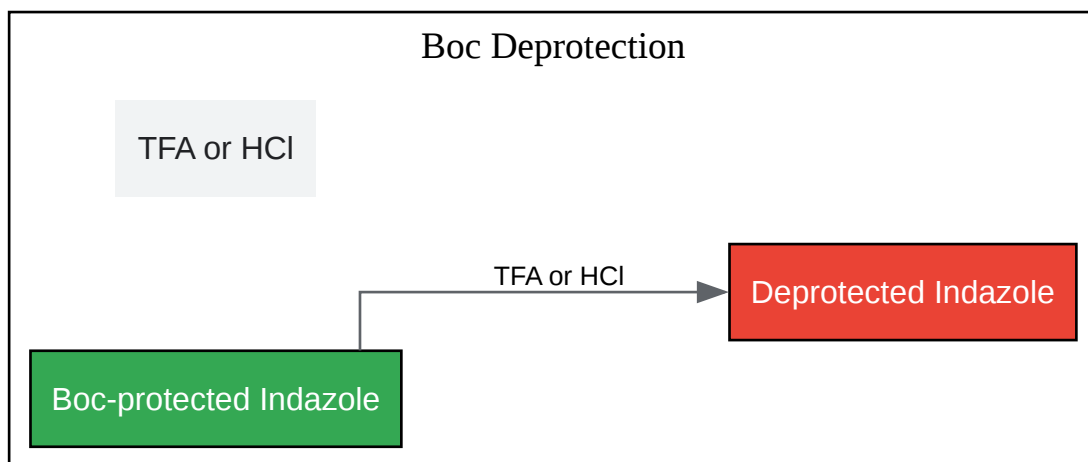 Boc Deprotection
TFA or HCl
TFA or HCl
Deprotected Indazole
Boc-protected Indazole